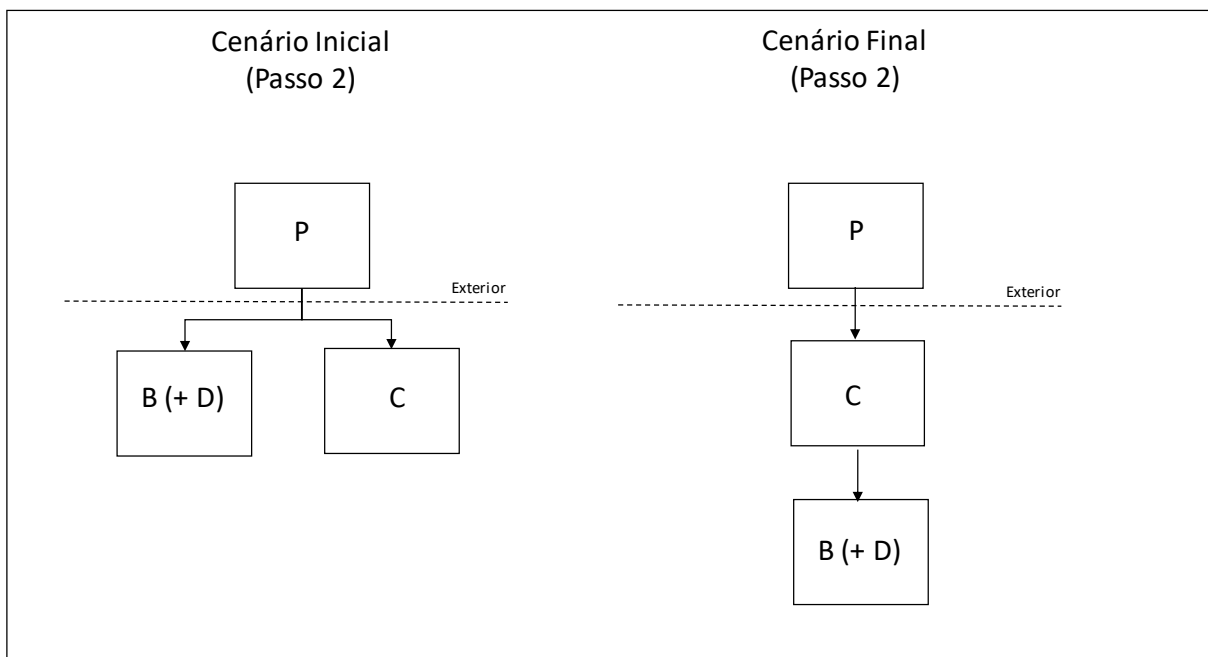 Cenário Inicial
(Passo 2)
P
Exterior
B (+ D)
C
Cenário Final
(Passo 2)
P
Exterior
C
B (+ D)